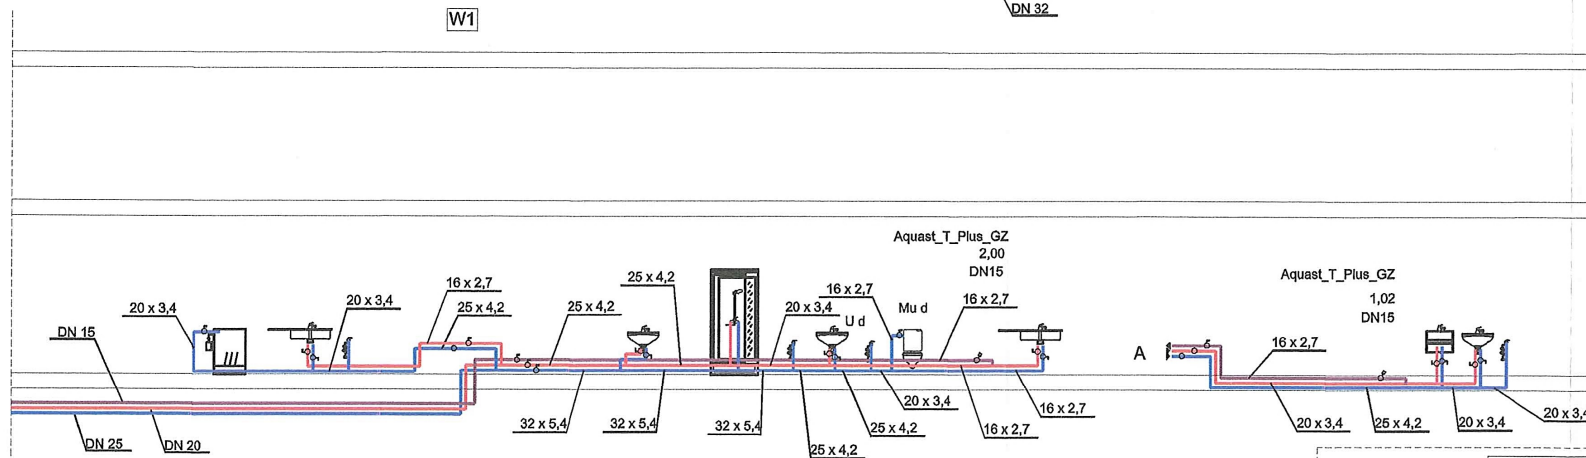 W1
DN 32
Aquast_T_Plus_GZ
2,00
DN15
Aquast_T_Plus_GZ
1,02
DN15
20 x 3,4
20 x 3,4
16 x 2,7
25 x 4,2
25 x 4,2
25 x 4,2
20 x 3,4
16 x 2,7
U d
Mu d
16 x 2,7
A
16 x 2,7
DN 15
DN 25
DN 20
32 x 5,4
32 x 5,4
32 x 5,4
25 x 4,2
25 x 4,2
20 x 3,4
16 x 2,7
16 x 2,7
20 x 3,4
25 x 4,2
20 x 3,4
20 x 3,4